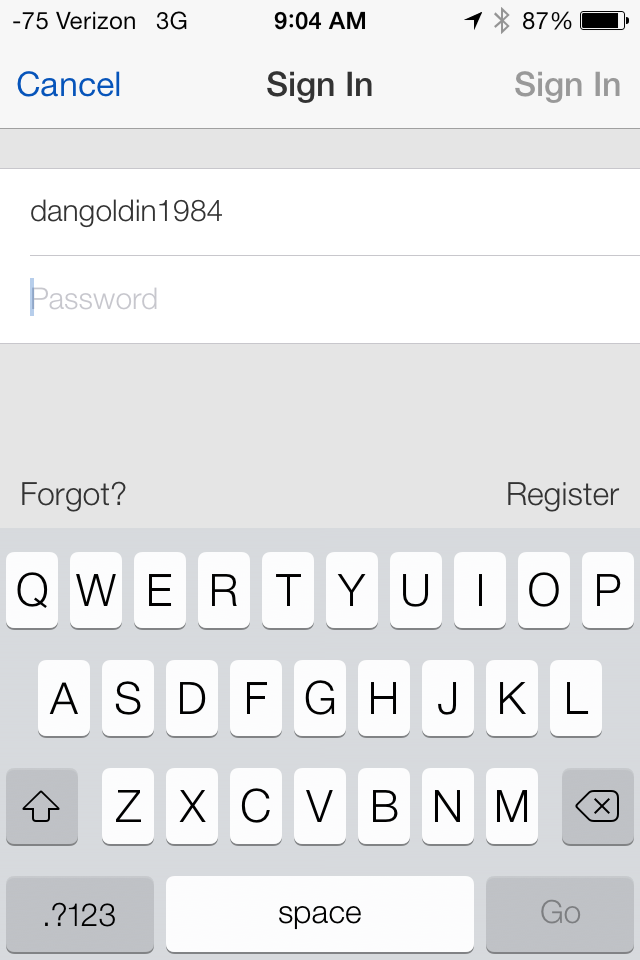 -75 Verizon 3G 9:04 AM 87%
Cancel Sign In Sign In
dangoldin1984
Password
Forgot? Register
Q W E R T Y U I O P
A S D F G H J K L
Z X C V B N M
.?123 space Go